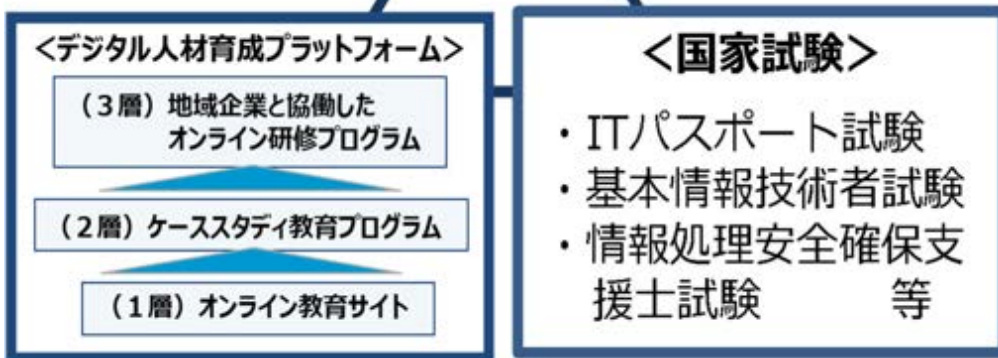 <デジタル人材育成プラットフォーム>
(3層)地域企業と協働した
オンライン研修プログラム
(2層)ケーススタディ教育プログラム
(1層)オンライン教育サイト
<国家試験>
・ITパスポート試験
・基本情報技術者試験
・情報処理安全確保支
援士試験　　　等